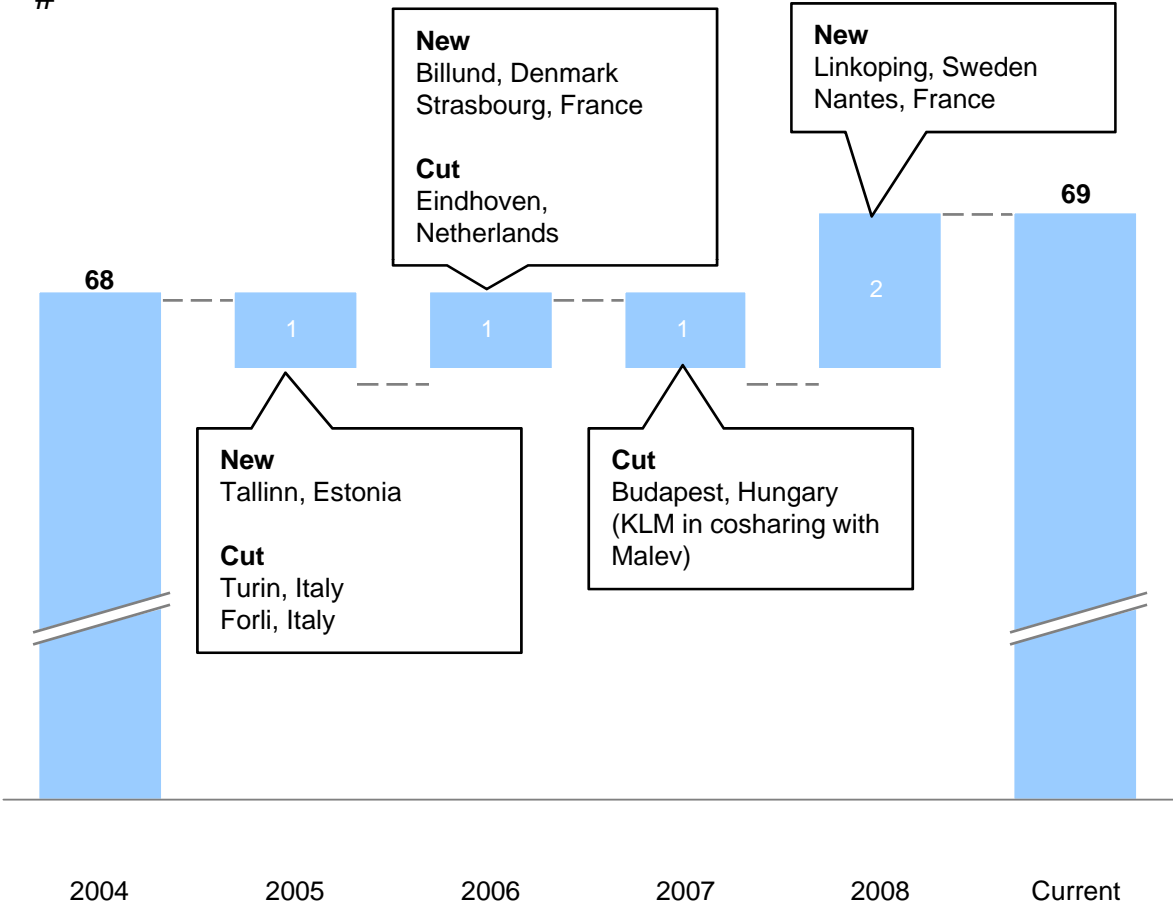 #
New
Billund, Denmark
Strasbourg, France
Cut
Eindhoven,
Netherlands
New
Linkoping, Sweden
Nantes, France
68
1
1
1
2
69
New
Tallinn, Estonia
Cut
Turin, Italy
Forli, Italy
Cut
Budapest, Hungary
(KLM in cosharing with
Malev)
2004
2005
2006
2007
2008
Current